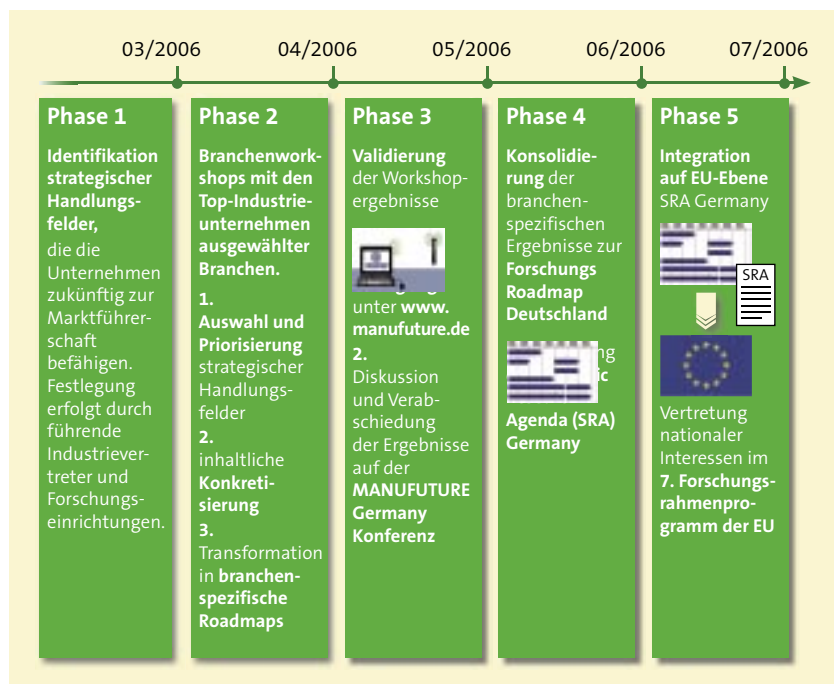 03/2006
04/2006
05/2006
06/2006
07/2006
Phase 1
Identifikation
strategischer
Handlungs-
felder,
die die
Unternehmen
zukünftig zur
Marktführer-
schaft
befähigen.
Festlegung
erfolgt durch
führende
Industriever-
treter und
Forschungs-
einrichtungen.
Phase 2
Branchenwork-
shops mit den
Top-Industrie-
unternehmen
ausgewählter
Branchen.
1.
Auswahl und
Priorisierung
strategischer
Handlungs-
felder
2.
inhaltliche
Konkreti-
sierung
3.
Transformation
in branchen-
spezifische
Roadmaps
Phase 3
Validierung
der Workshop-
ergebnisse
unter www.
manufuture.de
2.
Diskussion
und Verab-
schiedung
der Ergebnisse
auf der
MANUFUTURE
Germany
Konferenz
Phase 4
Konsolidie-
rung der
branchen-
spezifischen
Ergebnisse zur
Forschungs
Roadmap
Deutschland
ng
ic
Agenda (SRA)
Germany
Phase 5
Integration
auf EU-Ebene
SRA Germany
SRA
Vertretung
nationaler
Interessen im
7. Forschungs-
rahmenpro-
gramm der EU